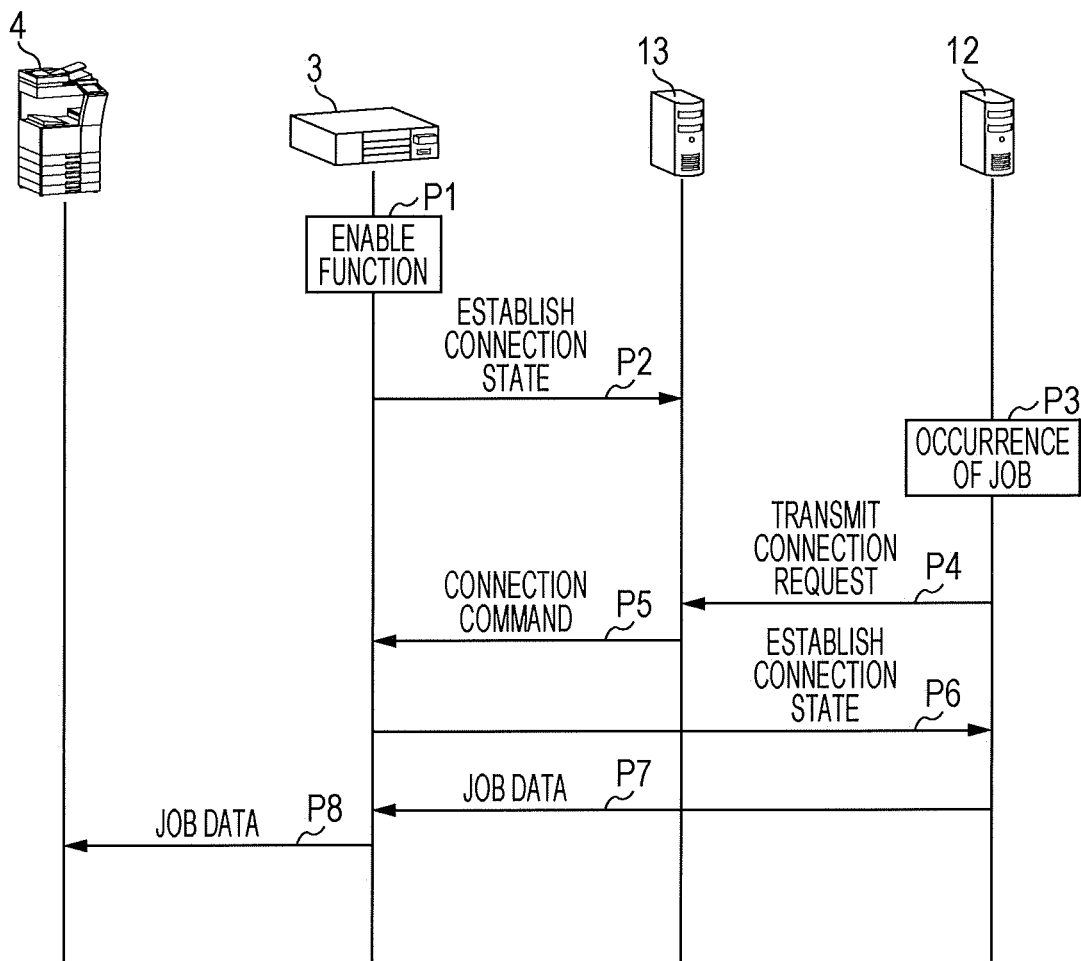 4
3
13
12
P1
ENABLE
FUNCTION
ESTABLISH
CONNECTION
STATE
P2
P3
OCCURRENCE
OF JOB
TRANSMIT
CONNECTION
REQUEST
P4
CONNECTION
COMMAND
P5
ESTABLISH
CONNECTION
STATE
P6
JOB DATA
P7
JOB DATA
P8